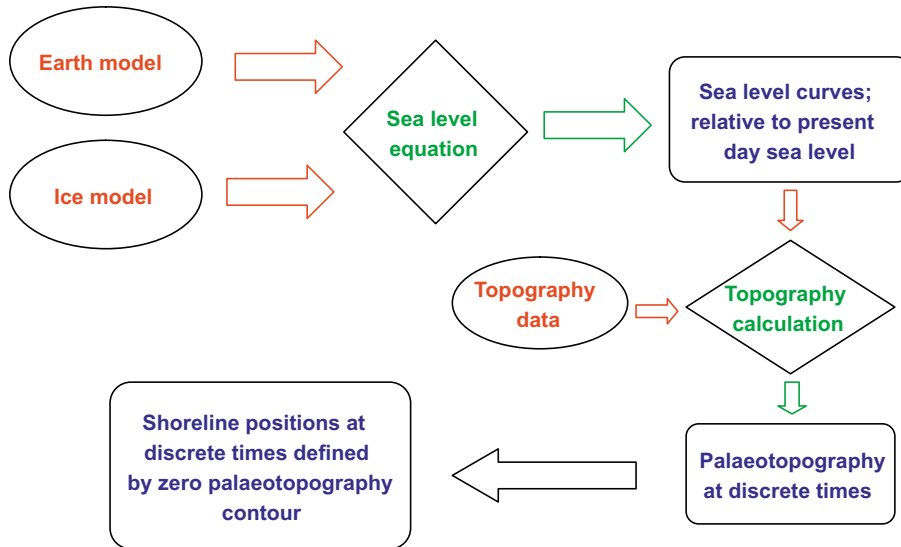 Earth model
Ice model
Sea level
equation
Sea level curves;
relative to present
day sea level
Topography
data
Topography
calculation
Palaeotopography
at discrete times
Shoreline positions at
discrete times defined
by zero palaeotopography
contour